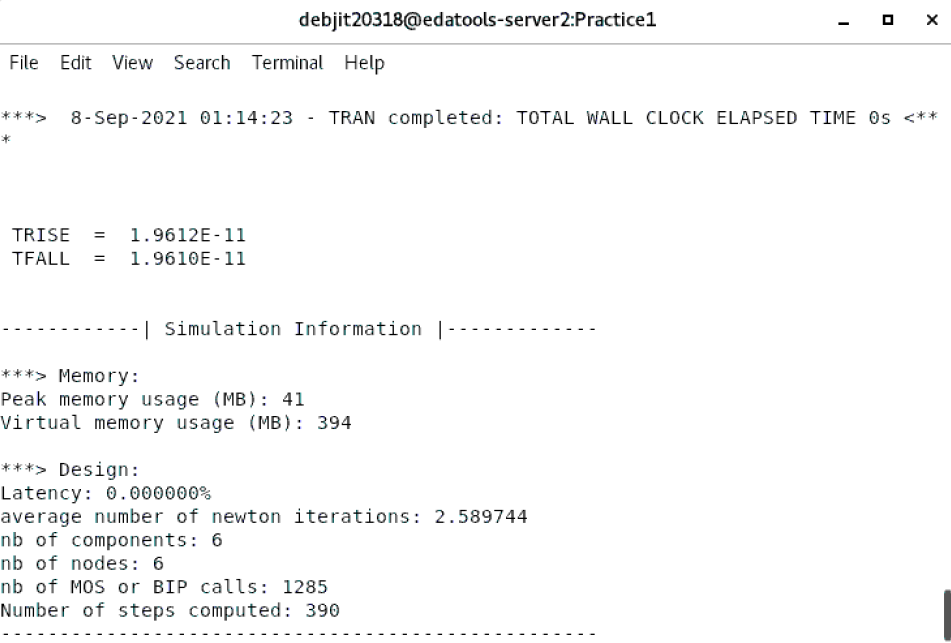 debjit20318@edatools-server2:Practice1
File Edit View Search Terminal Help
***>  8-Sep-2021 01:14:23 - TRAN completed: TOTAL WALL CLOCK ELAPSED TIME 0s <**
*
TRISE  =  1.9612E-11
TFALL  =  1.9610E-11
------------| Simulation Information |-------------
***> Memory:
Peak memory usage (MB): 41
Virtual memory usage (MB): 394
***> Design:
Latency: 0.000000%
average number of newton iterations: 2.589744
nb of components: 6
nb of nodes: 6
nb of MOS or BIP calls: 1285
Number of steps computed: 390
---------------------------------------------------